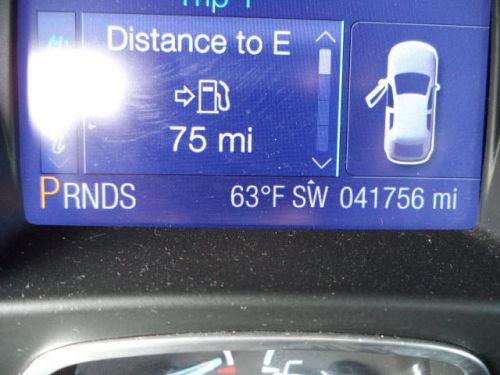 Distance to E
75 mi
PRNDS 63°F SW 041756 mi